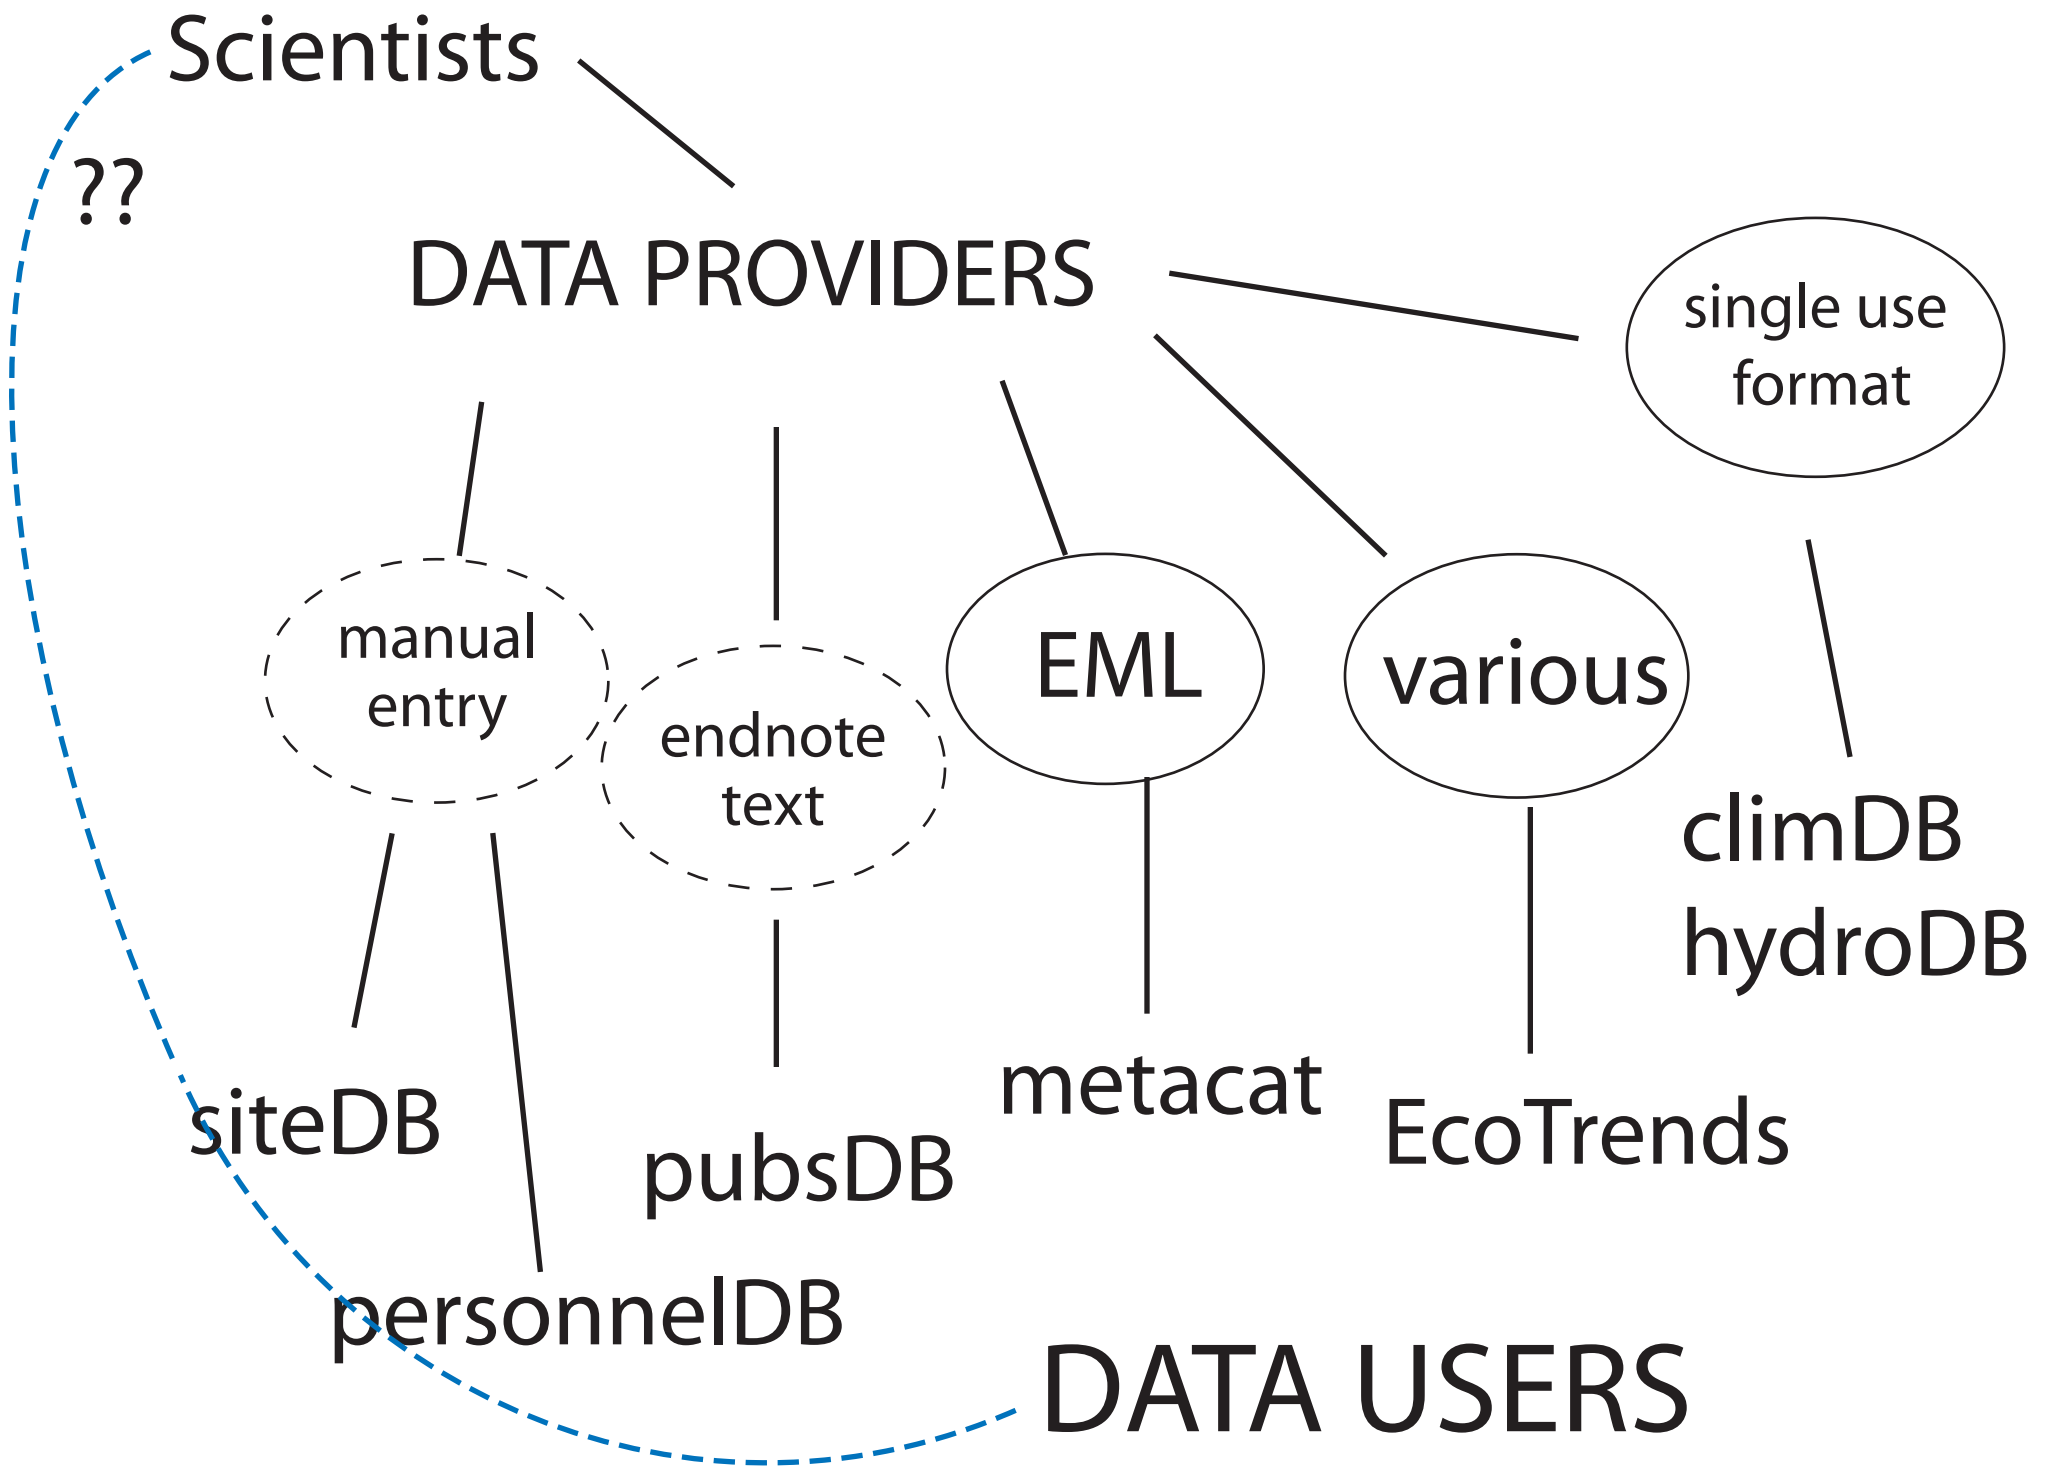 Scientists
??
DATA PROVIDERS
single use
format
manual
entry
endnote
text
EML
various
climDB
hydroDB
siteDB
pubsDB
metacat
EcoTrends
personnelDB
DATA USERS